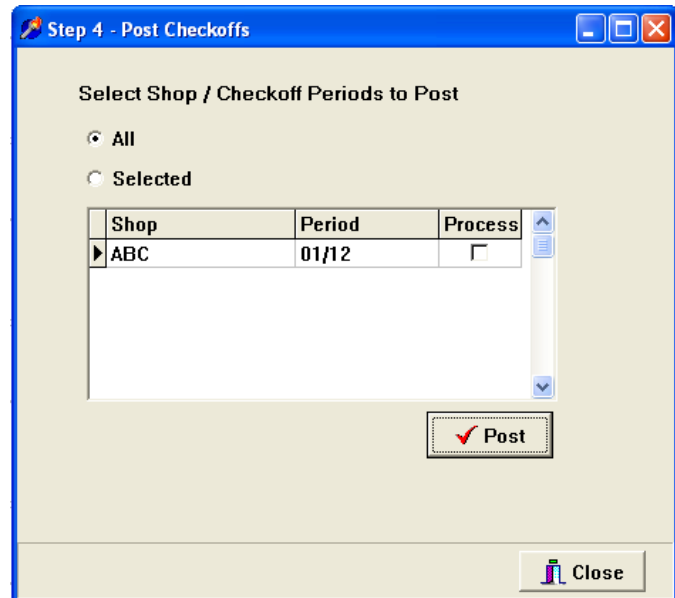 Step 4 - Post Checkoffs
Select Shop / Checkoff Periods to Post
All
Selected
Shop Period Process
ABC 01/12
Post
Close